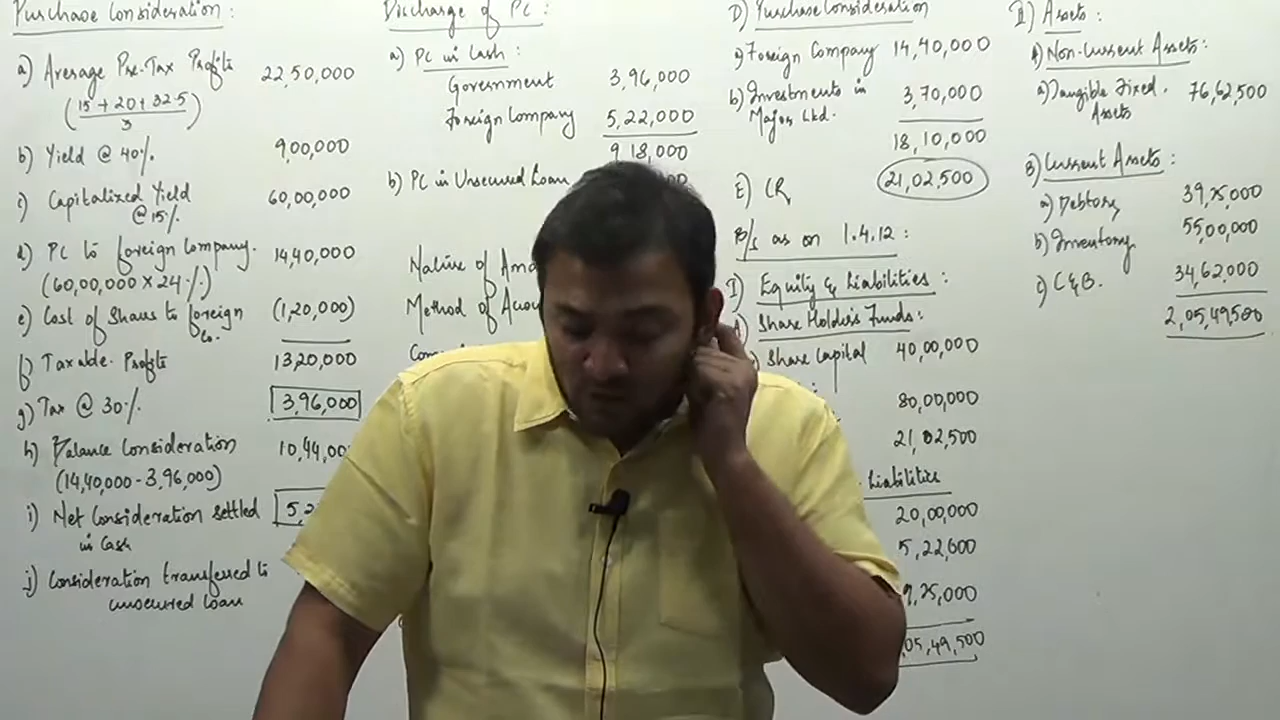 Purchase Consideration :
a) Average Pre-Tax Profits 22,50,000
(15 + 20 + 32.5
3)
b) Yield @ 40% 9,00,000
c) Capitalized Yield 60,00,000
@ 15%
d) PC to foreign Company. 14,40,000
(60,00,000 x 24%)
e) Cost of Shares to foreign (1,20,000)
Co.
f) Taxable Profits 1320,000
g) Tax @ 30% 3,96,000
h) Balance Consideration 10,44,00
(14,40,000 - 3,96,000)
i) Net Consideration settled 5,2
in Cash
j) Consideration transferred to
unsecured Loan
Discharge of PC :
a) PC in Cash :
Government 3,96,000
Foreign Company 5,22,000
9,18,000
b) PC in Unsecured Loan
Nature of
Method of
D) Purchase Consideration
a) Foreign Company 14,40,000
b) Investments in 3,70,000
Major Ltd.
18,10,000
E) CR 21,02,500
B/s as on 1.4.12 :
I) Equity & Liabilities :
A) Share Holders Funds :
Share Capital 40,00,000
80,00,000
21,02,500
Liabilities
20,00,000
5,22,000
9,25,000
05,49,500
II) Assets :
A) Non-Current Assets :
a) Tangible Fixed 76,62,500
Assets
B) Current Assets :
a) Debtors 39,25,000
b) Inventory 55,00,000
c) C&B. 34,62,000
2,05,49,500